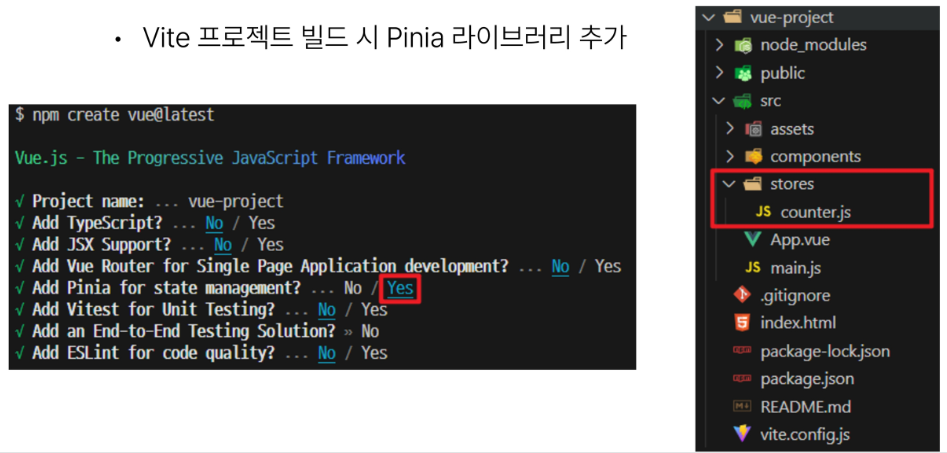 • Vite 프로젝트 빌드 시 Pinia 라이브러리 추가
$ npm create vue@latest
Vue.js - The Progressive JavaScript Framework
√ Project name: ... vue-project
√ Add TypeScript? ... No / Yes
√ Add JSX Support? ... No / Yes
√ Add Vue Router for Single Page Application development? ... No / Yes
√ Add Pinia for state management? ... No / Yes
√ Add Vitest for Unit Testing? ... No / Yes
√ Add an End-to-End Testing Solution? » No
√ Add ESLint for code quality? ... No / Yes
vue-project
node_modules
public
src
assets
components
stores
JS counter.js
App.vue
JS main.js
.gitignore
index.html
package-lock.json
package.json
README.md
vite.config.js